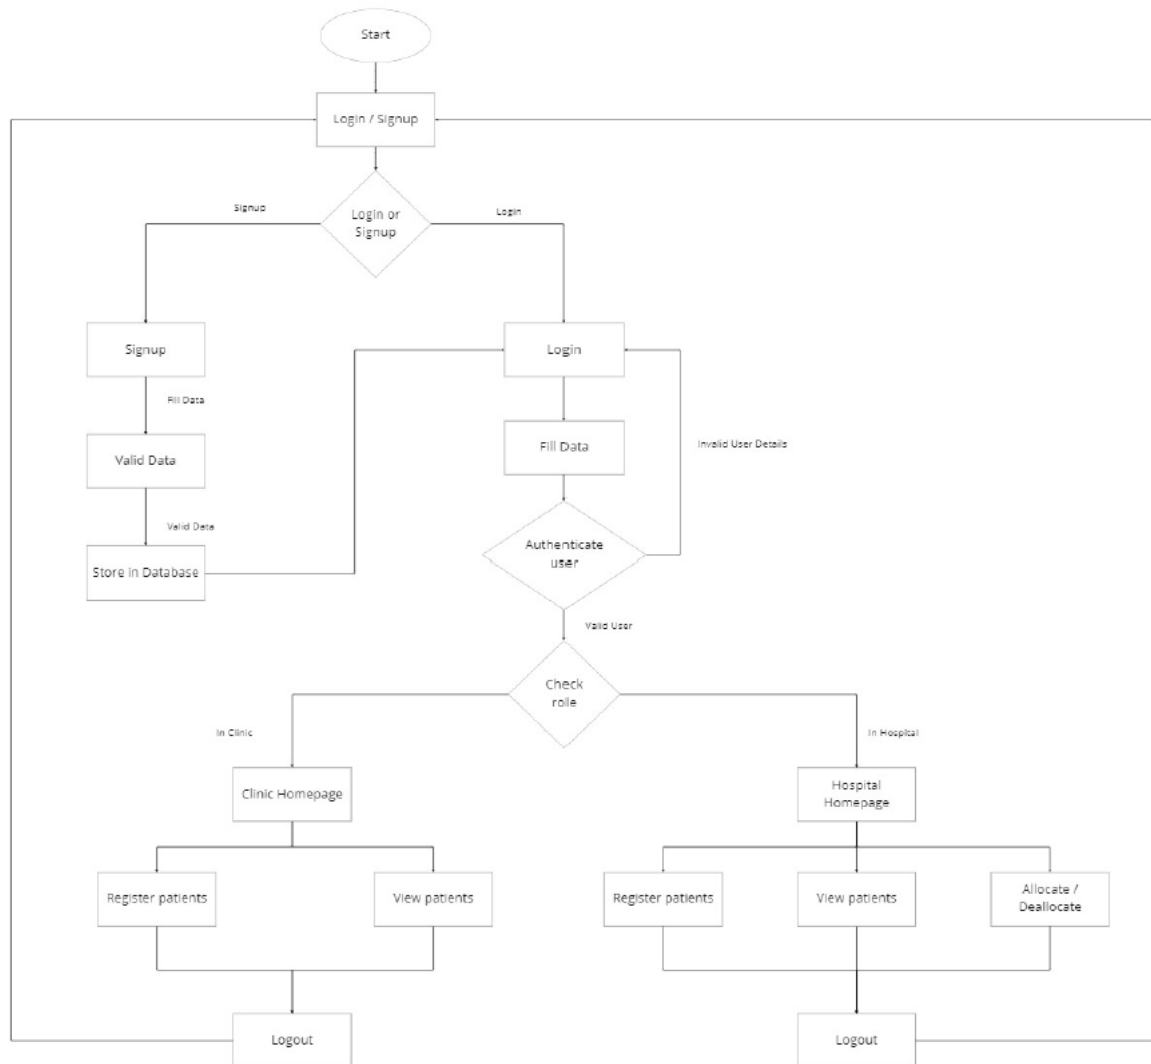 Start
Login / Signup
Login or
Signup
Signup
Login
Signup
Login
Fill Data
Fill Data
Invalid User Details
Valid Data
Valid Data
Authenticate
user
Store in Database
Valid User
Check
role
In Clinic
In Hospital
Clinic Homepage
Hospital
Homepage
Register patients
View patients
Register patients
View patients
Allocate /
Deallocate
Logout
Logout